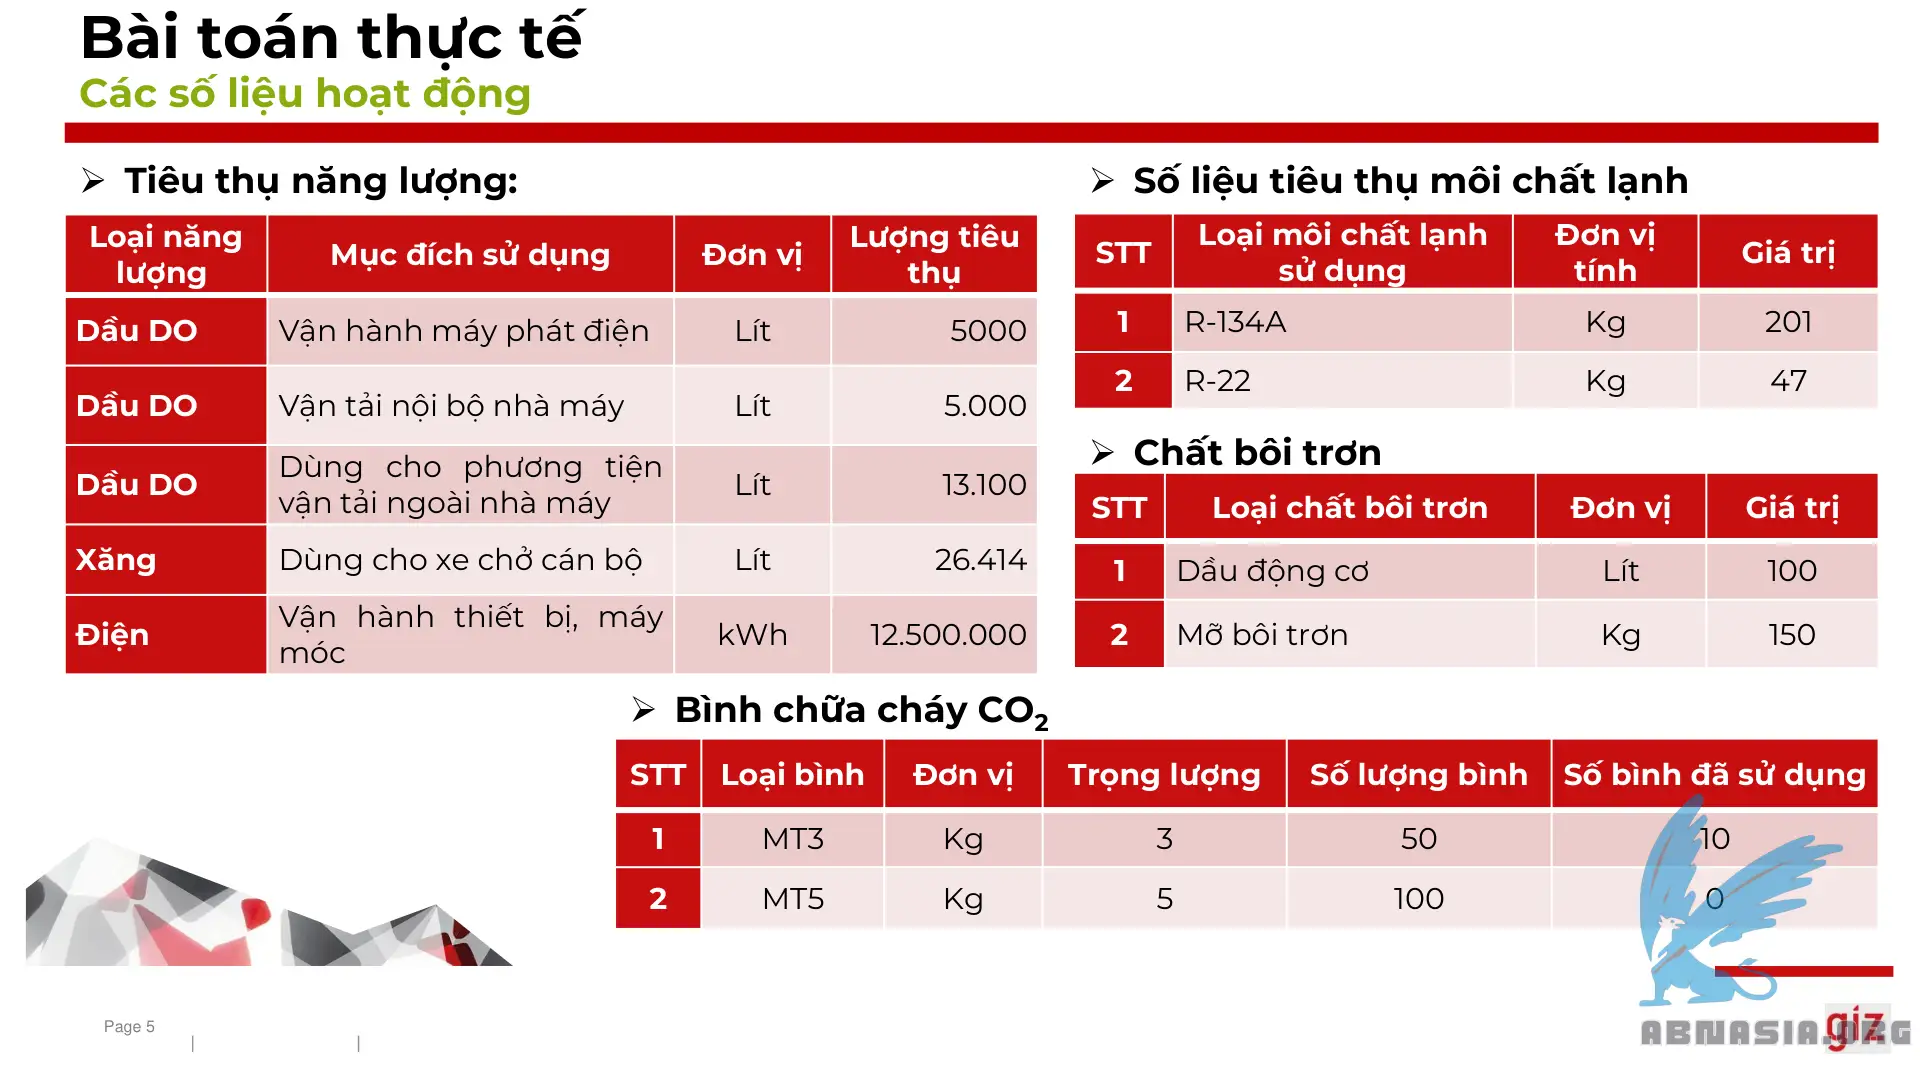 Bài toán thực tế
Các số liệu hoạt động
➢ Tiêu thụ năng lượng:
Loại năng lượng | Mục đích sử dụng | Đơn vị | Lượng tiêu thụ
Dầu DO | Vận hành máy phát điện | Lít | 5000
Dầu DO | Vận tải nội bộ nhà máy | Lít | 5.000
Dầu DO | Dùng cho phương tiện vận tải ngoài nhà máy | Lít | 13.100
Xăng | Dùng cho xe chở cán bộ | Lít | 26.414
Điện | Vận hành thiết bị, máy móc | kWh | 12.500.000
➢ Số liệu tiêu thụ môi chất lạnh
STT | Loại môi chất lạnh sử dụng | Đơn vị tính | Giá trị
1 | R-134A | Kg | 201
2 | R-22 | Kg | 47
➢ Chất bôi trơn
STT | Loại chất bôi trơn | Đơn vị | Giá trị
1 | Dầu động cơ | Lít | 100
2 | Mỡ bôi trơn | Kg | 150
➢ Bình chữa cháy CO₂
STT | Loại bình | Đơn vị | Trọng lượng | Số lượng bình | Số bình đã sử dụng
1 | MT3 | Kg | 3 | 50 | 10
2 | MT5 | Kg | 5 | 100 | 0
Page 5
giz
ABNASIA.ORG